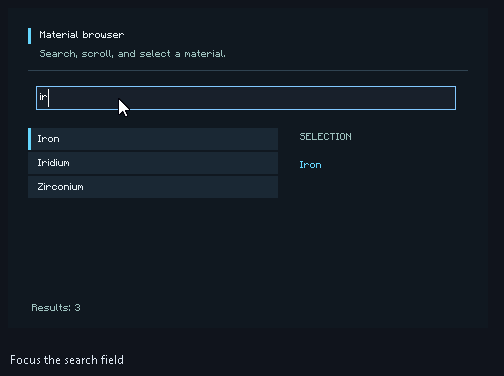 Material browser
Search, scroll, and select a material.
ir
Iron
Iridium
Zirconium
SELECTION
Iron
Results: 3
Focus the search field